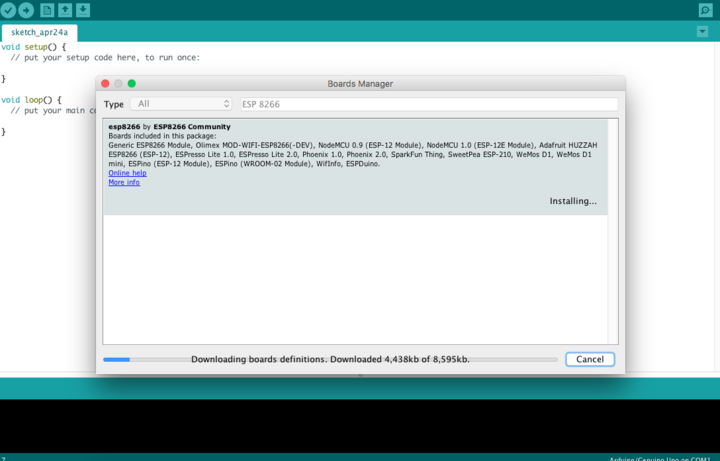 sketch_apr24a
void setup() {
// put your setup code here, to run once:
}
void loop() {
// put your main
}
Boards Manager
Type All ESP 8266
esp8266 by ESP8266 Community
Boards included in this package:
Generic ESP8266 Module, Olimex MOD-WIFI-ESP8266(-DEV), NodeMCU 0.9 (ESP-12 Module), NodeMCU 1.0 (ESP-12E Module), Adafruit HUZZAH
ESP8266 (ESP-12), ESPresso Lite 1.0, ESPresso Lite 2.0, Phoenix 1.0, Phoenix 2.0, SparkFun Thing, SweetPea ESP-210, WeMos D1, WeMos D1
mini, ESPino (ESP-12 Module), ESPino (WROOM-02 Module), WifInfo, ESPDuino.
Online help
More info
Installing...
Downloading boards definitions. Downloaded 4,438kb of 8,595kb.
Cancel
Arduino/Genuino Uno on COM1